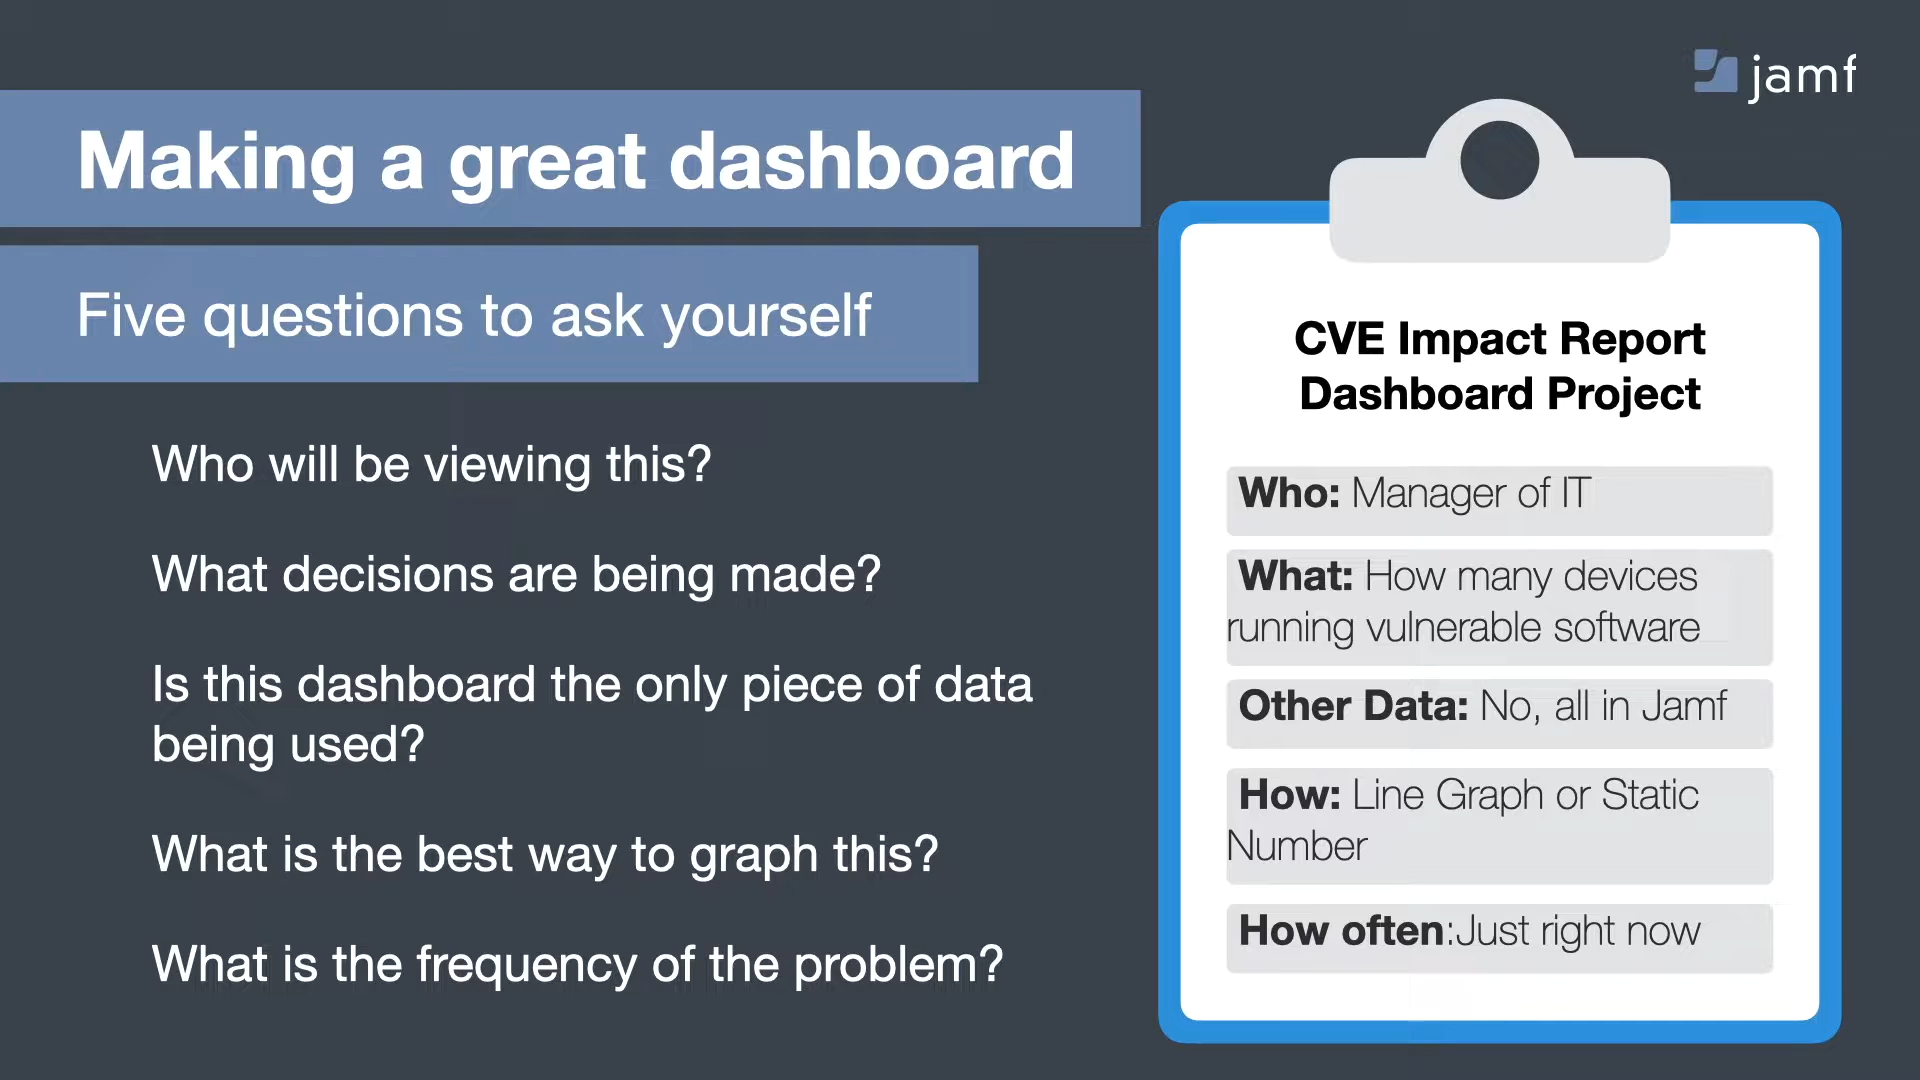 jamf
Making a great dashboard
Five questions to ask yourself
Who will be viewing this?
What decisions are being made?
Is this dashboard the only piece of data
being used?
What is the best way to graph this?
What is the frequency of the problem?
CVE Impact Report
Dashboard Project
Who: Manager of IT
What: How many devices
running vulnerable software
Other Data: No, all in Jamf
How: Line Graph or Static
Number
How often:Just right now